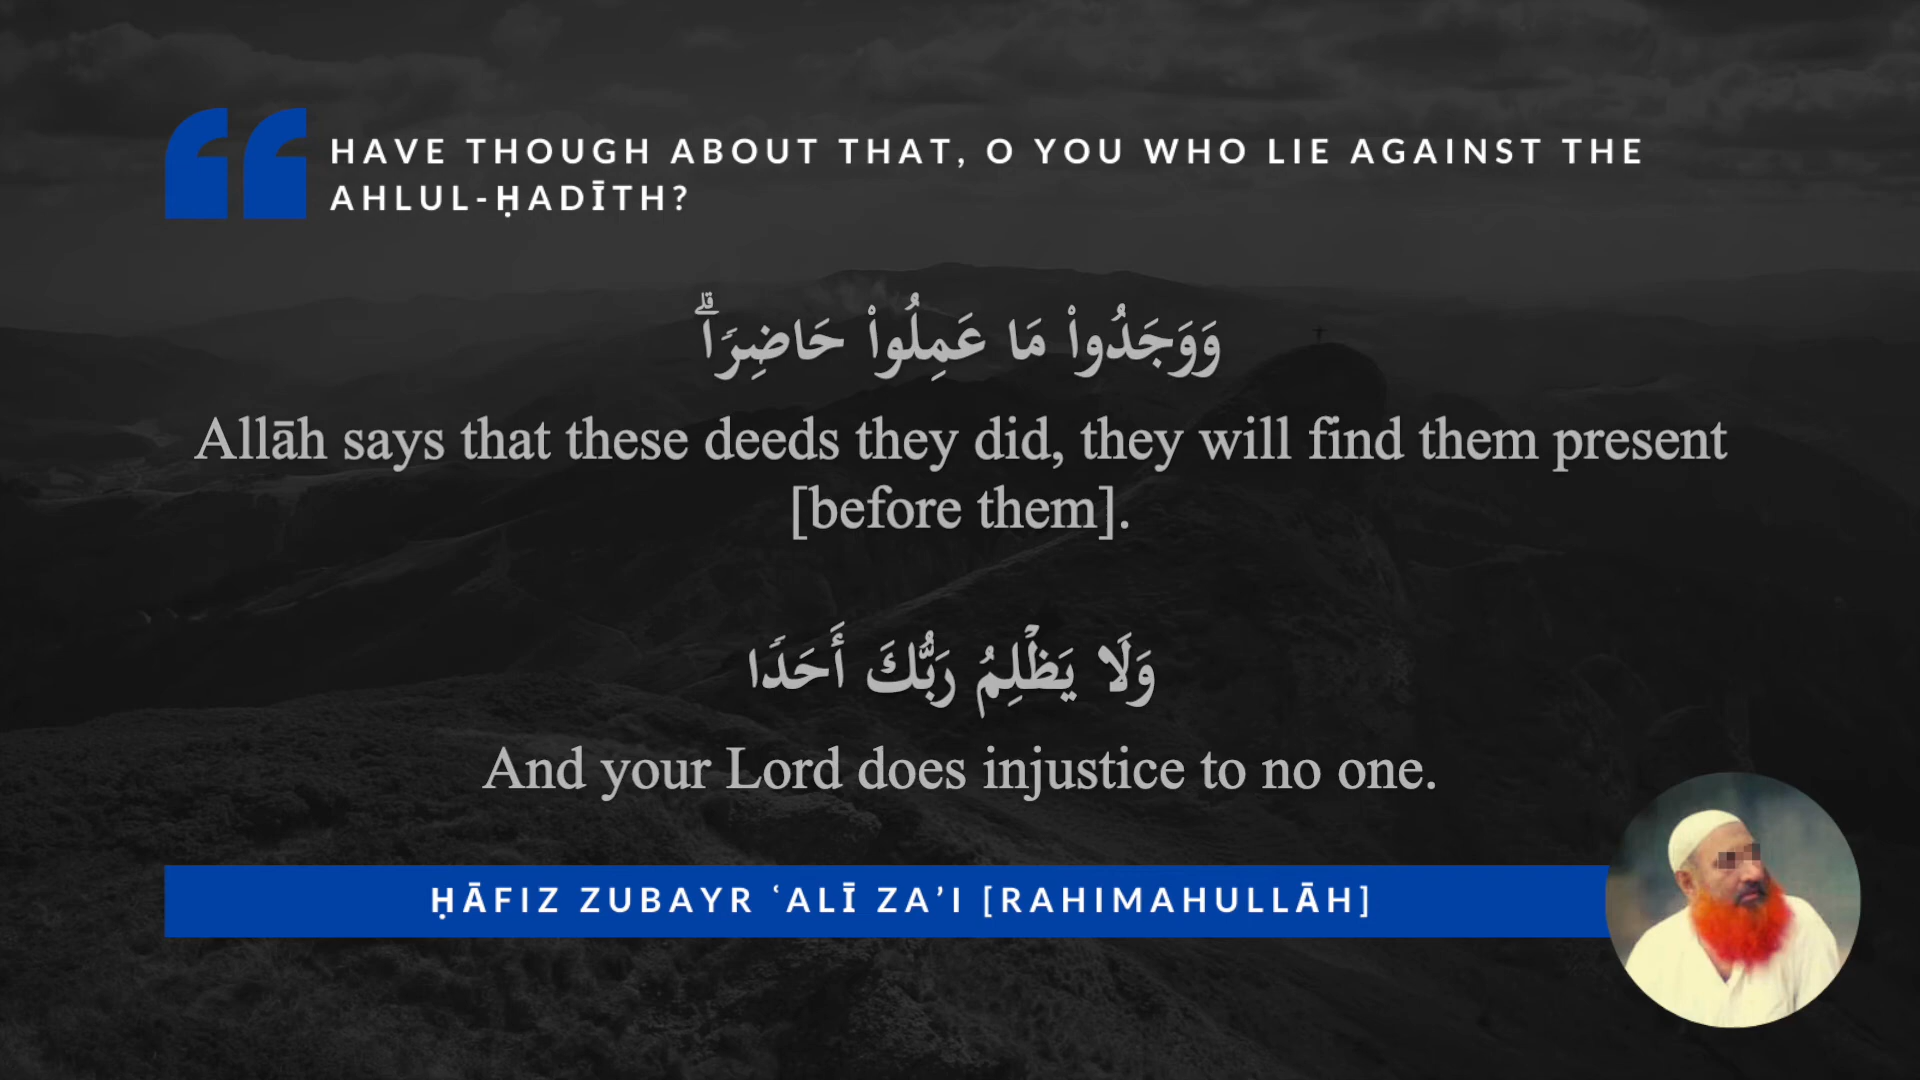 HAVE THOUGH ABOUT THAT, O YOU WHO LIE AGAINST THE
AHLUL-ḤADĪTH?
وَوَجَدُوا۟ مَا عَمِلُوا۟ حَاضِرًۭا ۗ
Allāh says that these deeds they did, they will find them present
[before them].
وَلَا يَظْلِمُ رَبُّكَ أَحَدًۭا
And your Lord does injustice to no one.
ḤĀFIZ ZUBAYR ʿALĪ ZA’I [RAHIMAHULLĀH]